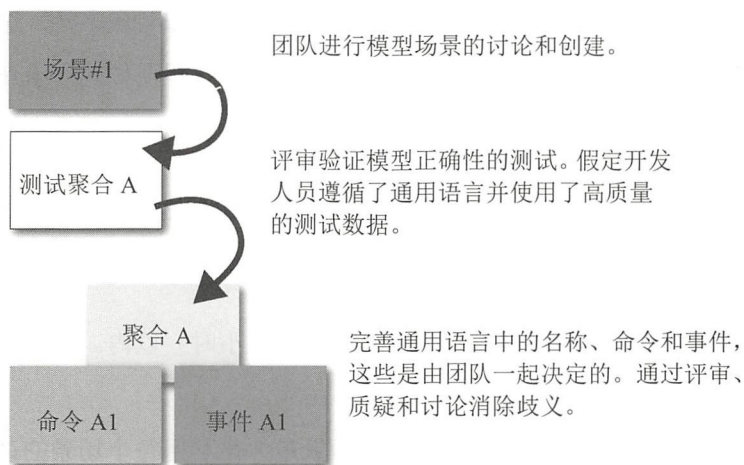 场景#1
团队进行模型场景的讨论和创建。
测试聚合 A
评审验证模型正确性的测试。假定开发
人员遵循了通用语言并使用了高质量
的测试数据。
聚合 A
完善通用语言中的名称、命令和事件，
这些是由团队一起决定的。通过评审、
质疑和讨论消除歧义。
命令 A1
事件 A1